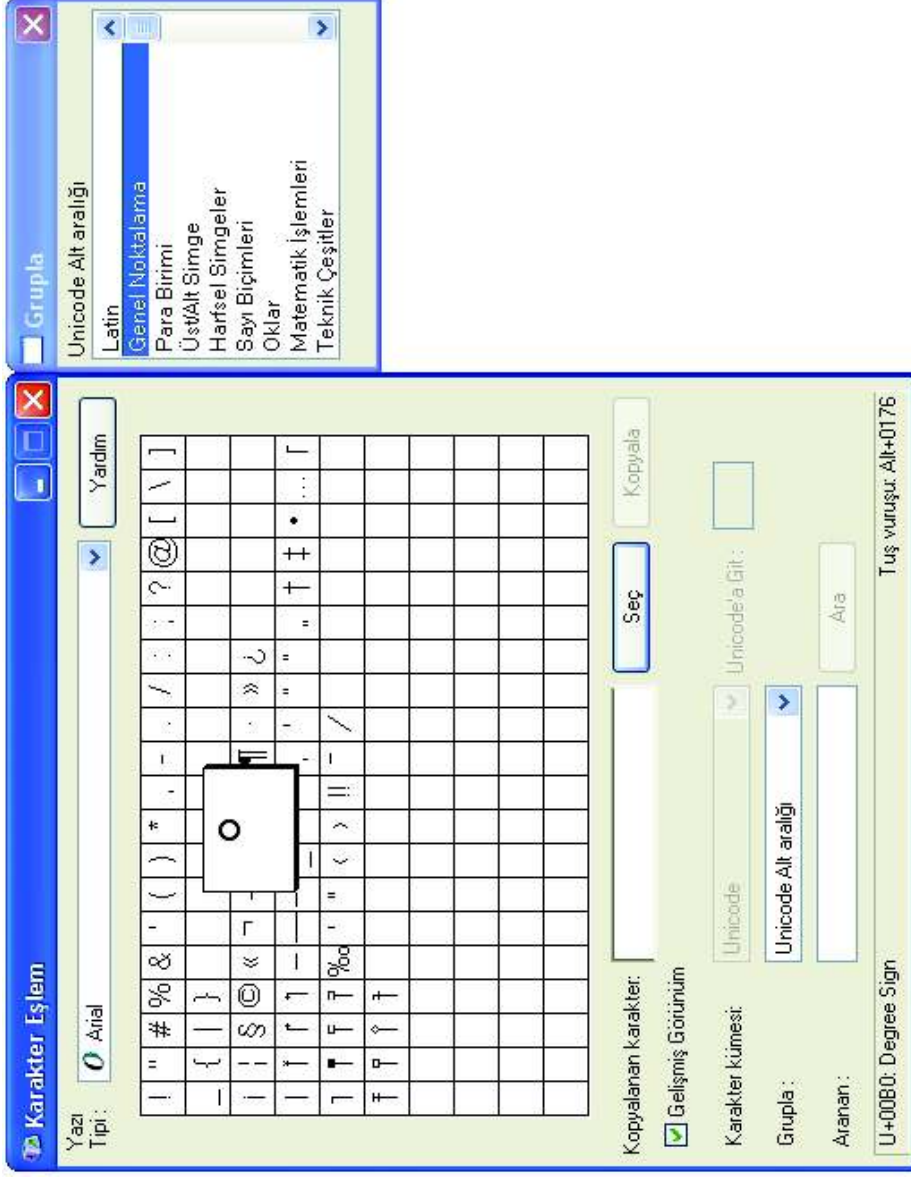 Karakter Eşlem
Yazı
Tipi :
Arial
Yardım
! " # % & ' ( ) * , - . / : ; ? @ [ \ ]
_ { | }
¡ ¦ § © « ¬ ¶ · » ¿
† ‡ • …
‰ ‹ › ‼ /
Kopyalanan karakter:
Seç
Kopyala
Gelişmiş Görünüm
Karakter kümesi:
Unicode
Unicode'a Git :
Grupla :
Unicode Alt aralığı
Aranan :
Ara
U+00B0: Degree Sign
Tuş vuruşu: Alt+0176
Grupla
Unicode Alt aralığı
Latin
Genel Noktalama
Para Birimi
Üst/Alt Simge
Harfsel Simgeler
Sayı Biçimleri
Oklar
Matematik İşlemleri
Teknik Çeşitler